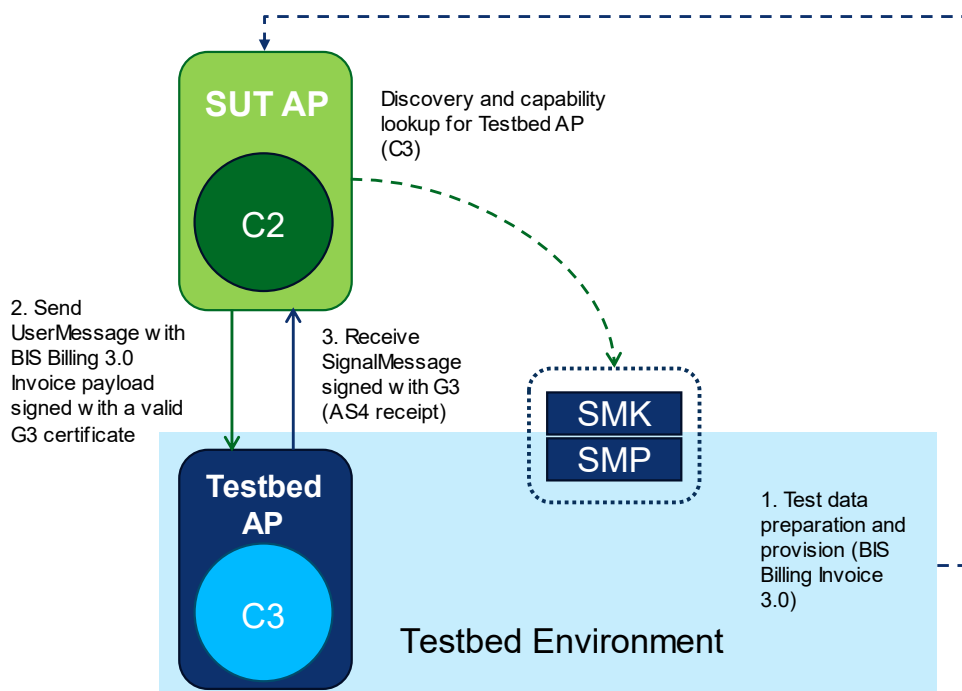 SUT AP
C2
Discovery and capability
lookup for Testbed AP
(C3)
2. Send
UserMessage with
BIS Billing 3.0
Invoice payload
signed with a valid
G3 certificate
3. Receive
SignalMessage
signed with G3
(AS4 receipt)
SMK
SMP
Testbed
AP
C3
1. Test data
preparation and
provision (BIS
Billing Invoice
3.0)
Testbed Environment